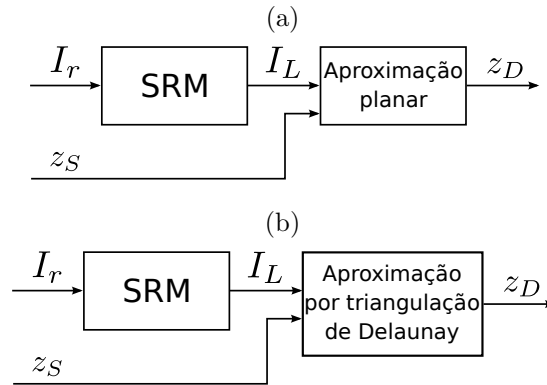 (a)
I_r
SRM
I_L
Aproximação
planar
z_D
z_S
(b)
I_r
SRM
I_L
Aproximação
por triangulação
de Delaunay
z_D
z_S